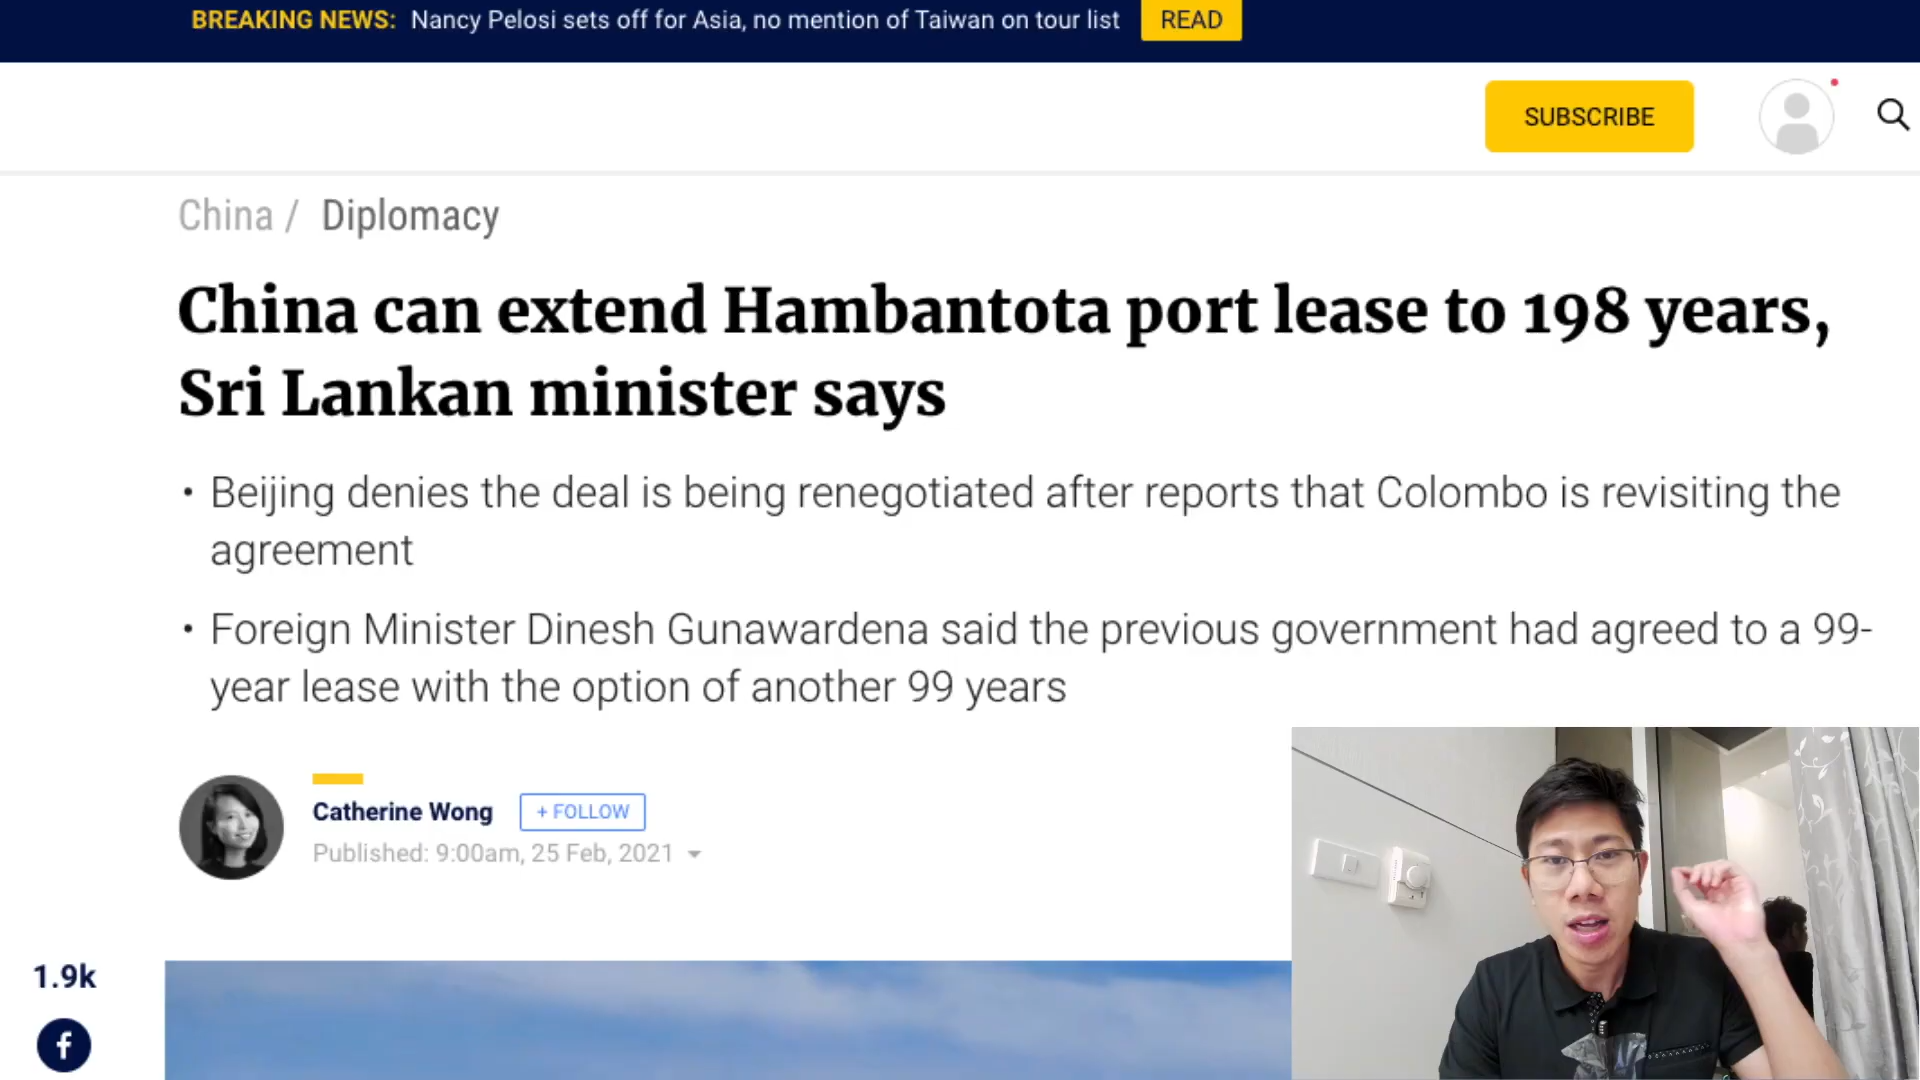 BREAKING NEWS: Nancy Pelosi sets off for Asia, no mention of Taiwan on tour list READ
SUBSCRIBE
China / Diplomacy
China can extend Hambantota port lease to 198 years,
Sri Lankan minister says
• Beijing denies the deal is being renegotiated after reports that Colombo is revisiting the
agreement
• Foreign Minister Dinesh Gunawardena said the previous government had agreed to a 99-
year lease with the option of another 99 years
Catherine Wong + FOLLOW
Published: 9:00am, 25 Feb, 2021
1.9k
f